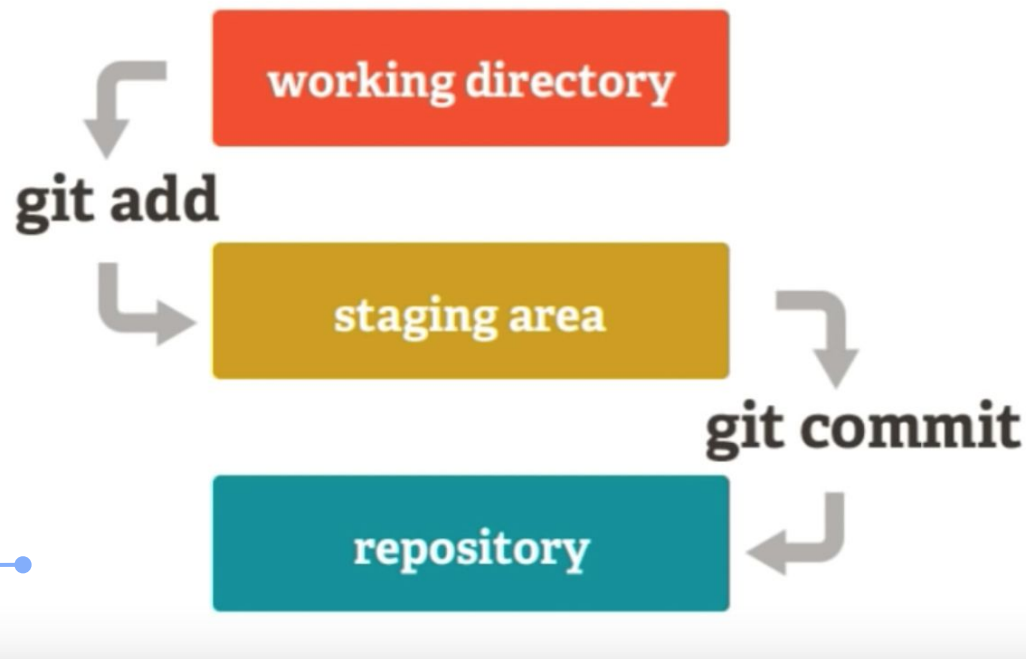 working directory
git add
staging area
git commit
repository